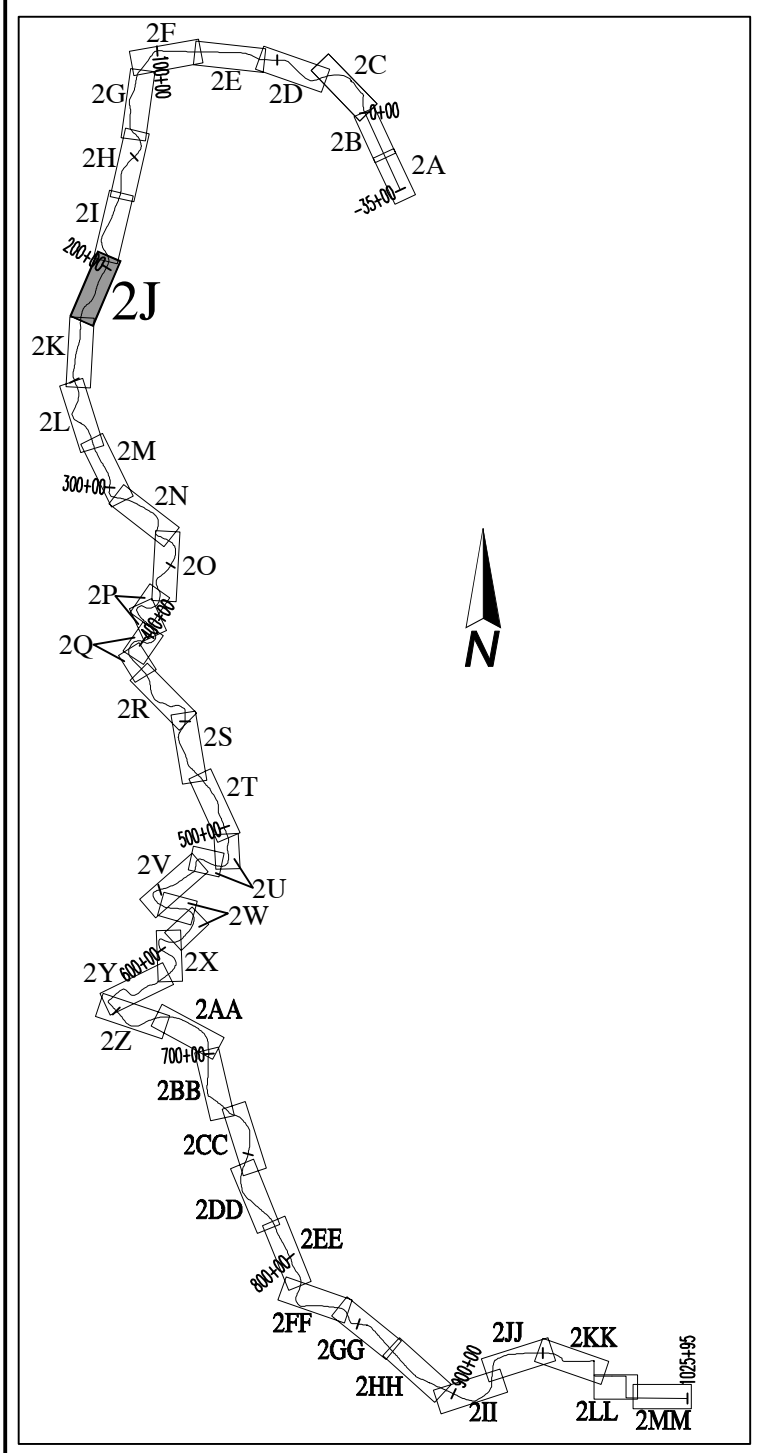 2F
100+00
2E
2D
2C
0+00
2G
2B
2A
-35+00
2H
2I
200+00
2J
2K
2L
2M
300+00
2N
2O
2P
400+00
2Q
N
2R
2S
2T
500+00
2V
2U
2W
600+00
2X
2Y
2AA
2Z
700+00
2BB
2CC
2DD
2EE
800+00
2FF
2GG
2HH
900+00
2II
2JJ
2KK
2LL
2MM
1025+95